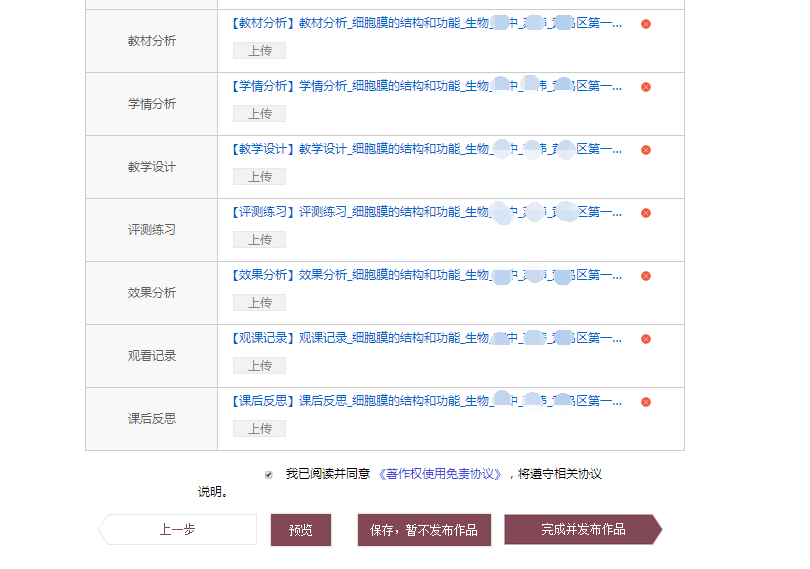 教材分析
【教材分析】教材分析_细胞膜的结构和功能_生物_中_区第一...
上传
学情分析
【学情分析】学情分析_细胞膜的结构和功能_生物_中_区第一...
上传
教学设计
【教学设计】教学设计_细胞膜的结构和功能_生物_中_区第一...
上传
评测练习
【评测练习】评测练习_细胞膜的结构和功能_生物_中_区第一...
上传
效果分析
【效果分析】效果分析_细胞膜的结构和功能_生物_中_区第一...
上传
观看记录
【观课记录】观课记录_细胞膜的结构和功能_生物_中_区第一...
上传
课后反思
【课后反思】课后反思_细胞膜的结构和功能_生物_中_区第一...
上传
我已阅读并同意 《著作权使用免责协议》，将遵守相关协议
说明。
上一步
预览
保存，暂不发布作品
完成并发布作品